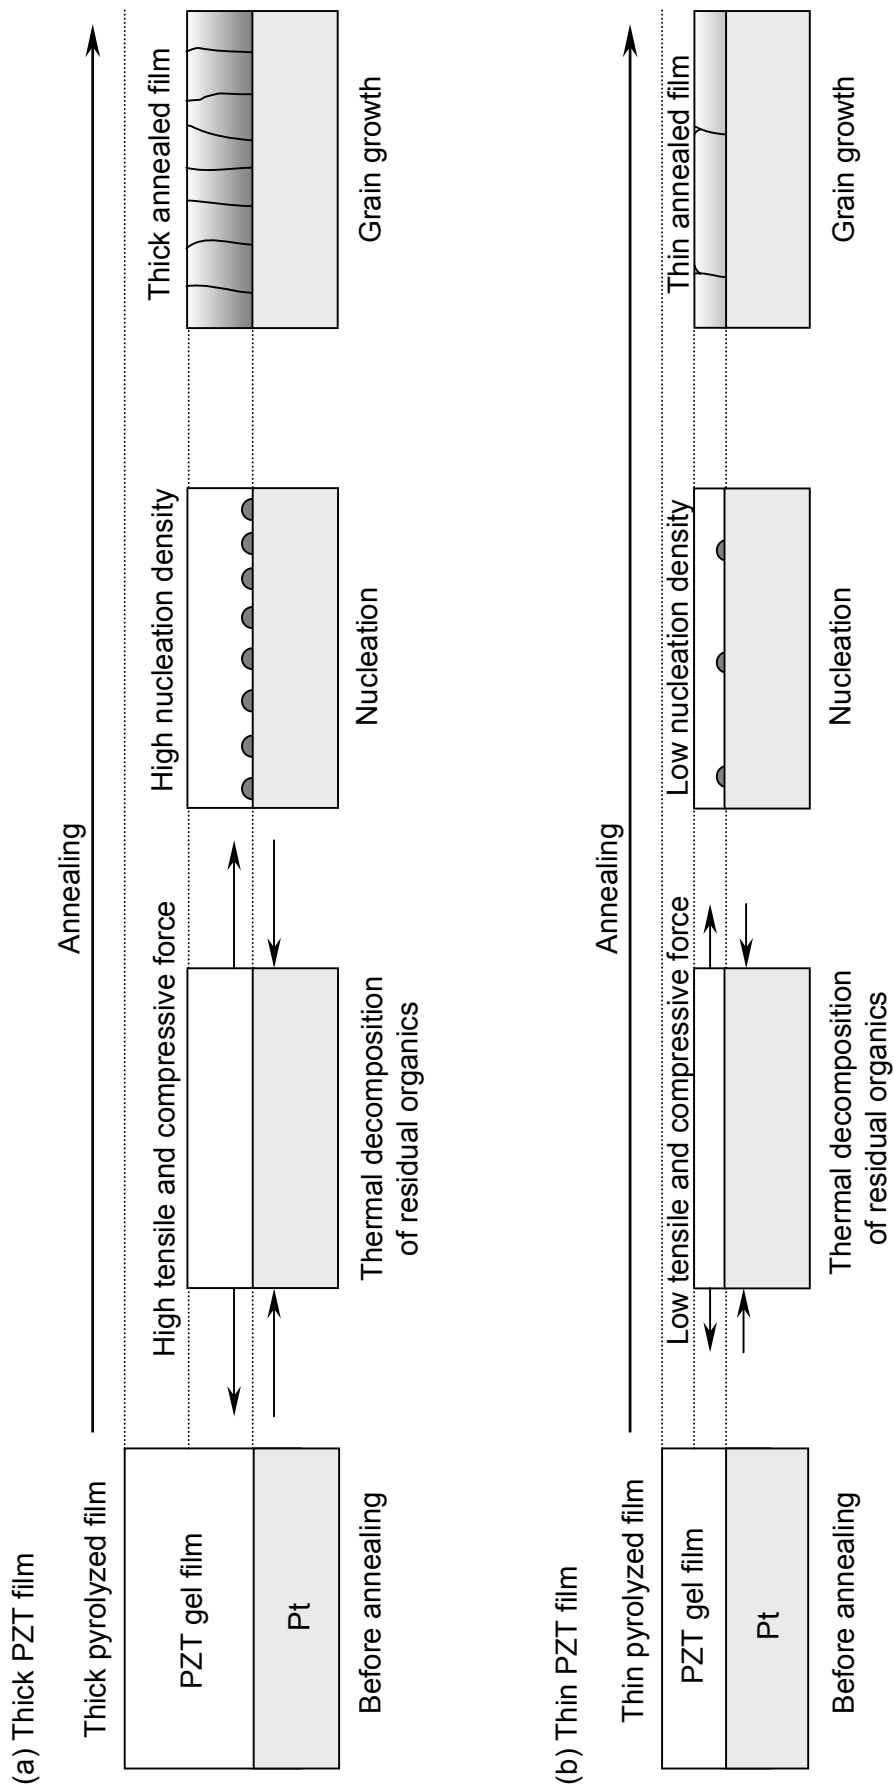 (a) Thick PZT film
Annealing
Thick pyrolyzed film
High tensile and compressive force
High nucleation density
Thick annealed film
PZT gel film
Pt
Before annealing
Thermal decomposition
of residual organics
Nucleation
Grain growth
(b) Thin PZT film
Annealing
Thin pyrolyzed film
Low tensile and compressive force
Low nucleation density
Thin annealed film
PZT gel film
Pt
Before annealing
Thermal decomposition
of residual organics
Nucleation
Grain growth